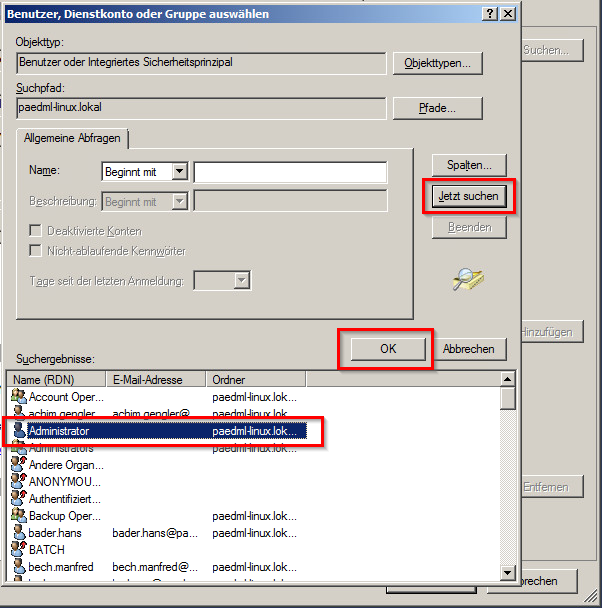 Benutzer, Dienstkonto oder Gruppe auswählen
Objekttyp:
Benutzer oder Integriertes Sicherheitsprinzipal
Objekttypen...
Suchen...
Suchpfad:
paedml-linux.lokal
Pfade...
Allgemeine Abfragen
Name:
Beginnt mit
Spalten...
Beschreibung:
Beginnt mit
Jetzt suchen
Deaktivierte Konten
Beenden
Nicht-ablaufende Kennwörter
Tage seit der letzten Anmeldung:
Hinzufügen
OK
Abbrechen
Suchergebnisse:
Name (RDN) E-Mail-Adresse Ordner
Account Oper... paedml-linux.lok...
achim.gengler achim.gengler@... paedml-linux.lok...
Administrator paedml-linux.lok...
Administrators paedml-linux.lok...
Andere Organ...
ANONYMOU...
Authentifiziert...
Entfernen
Backup Oper... paedml-linux.lok...
bader.hans bader.hans@pa... paedml-linux.lok...
BATCH
bech.manfred bech.manfred@... paedml-linux.lok...
brechen